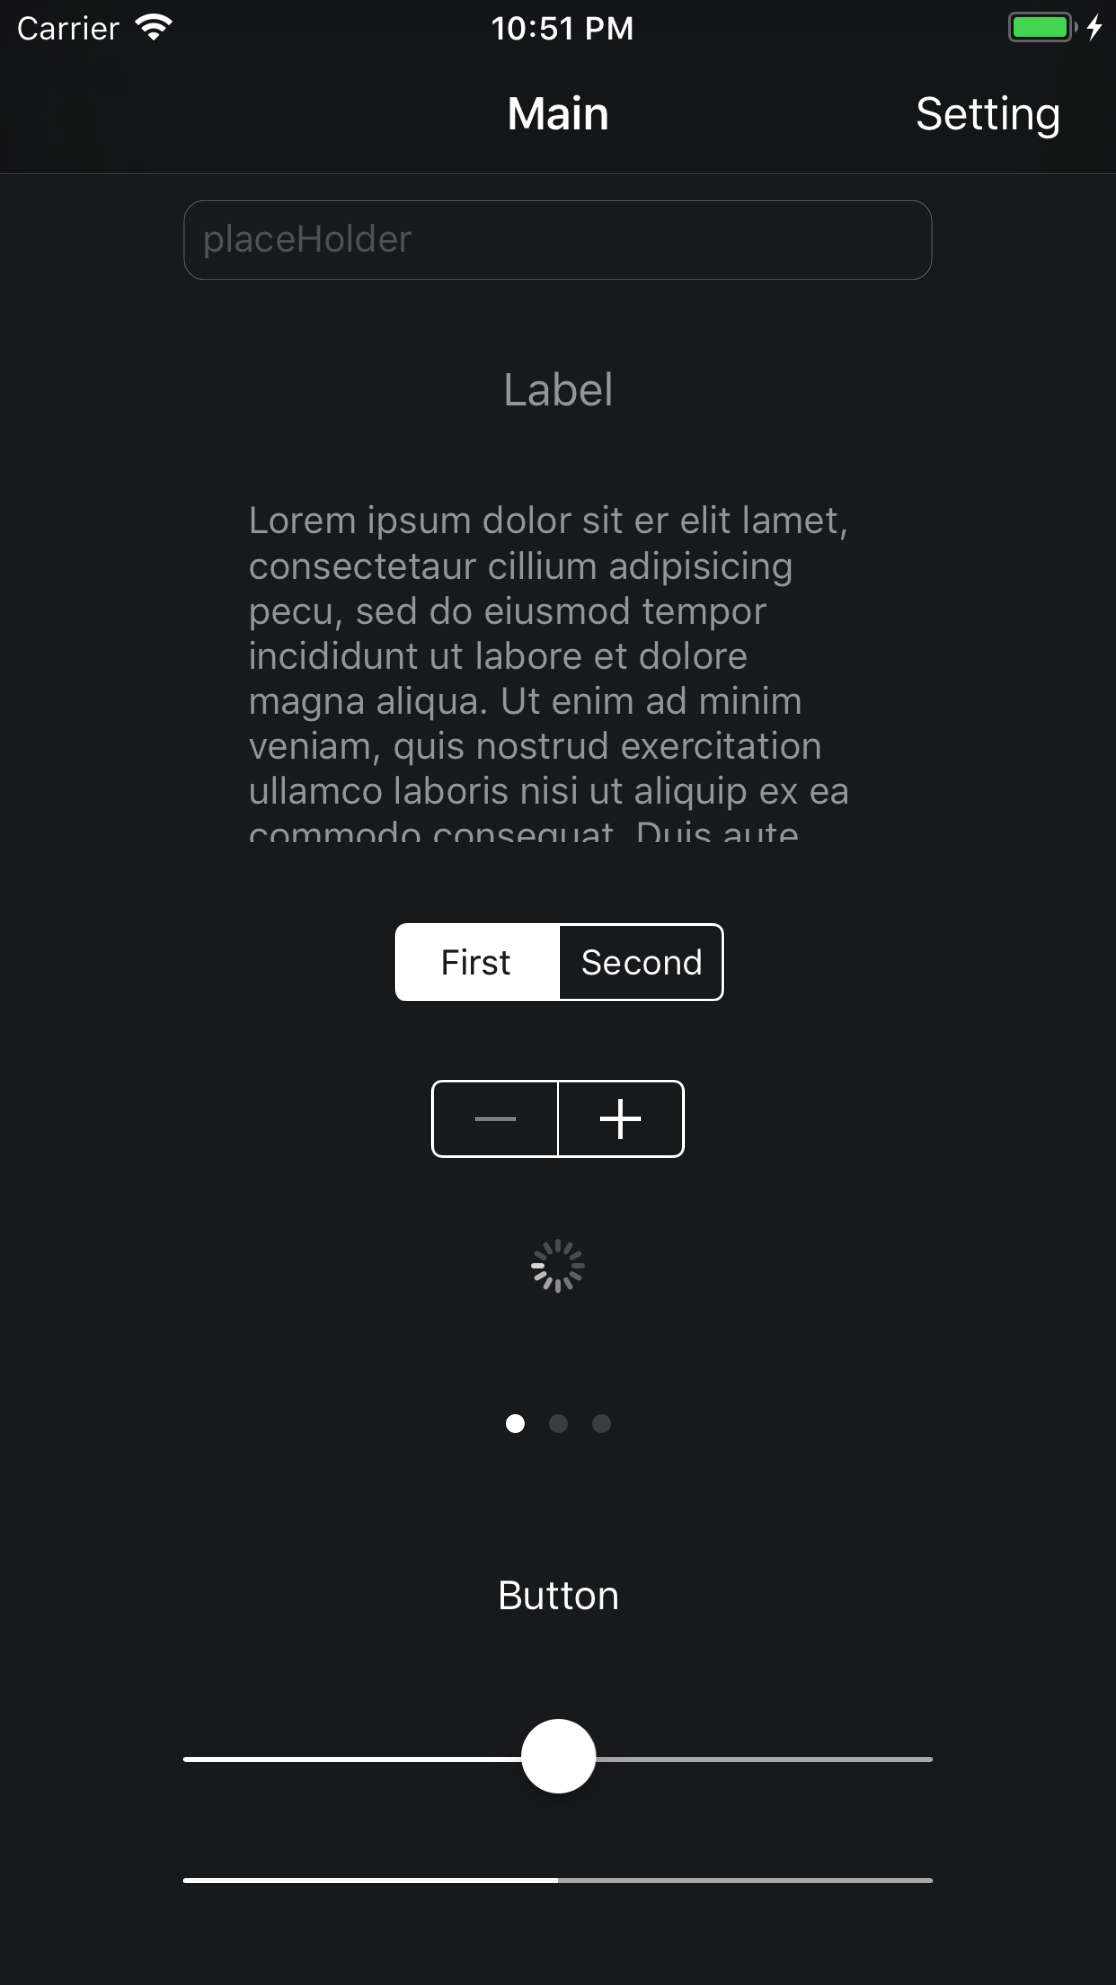 Carrier 10:51 PM
Main Setting
placeHolder
Label
Lorem ipsum dolor sit er elit lamet,
consectetaur cillium adipisicing
pecu, sed do eiusmod tempor
incididunt ut labore et dolore
magna aliqua. Ut enim ad minim
veniam, quis nostrud exercitation
ullamco laboris nisi ut aliquip ex ea
commodo consequat. Duis aute
First Second
Button